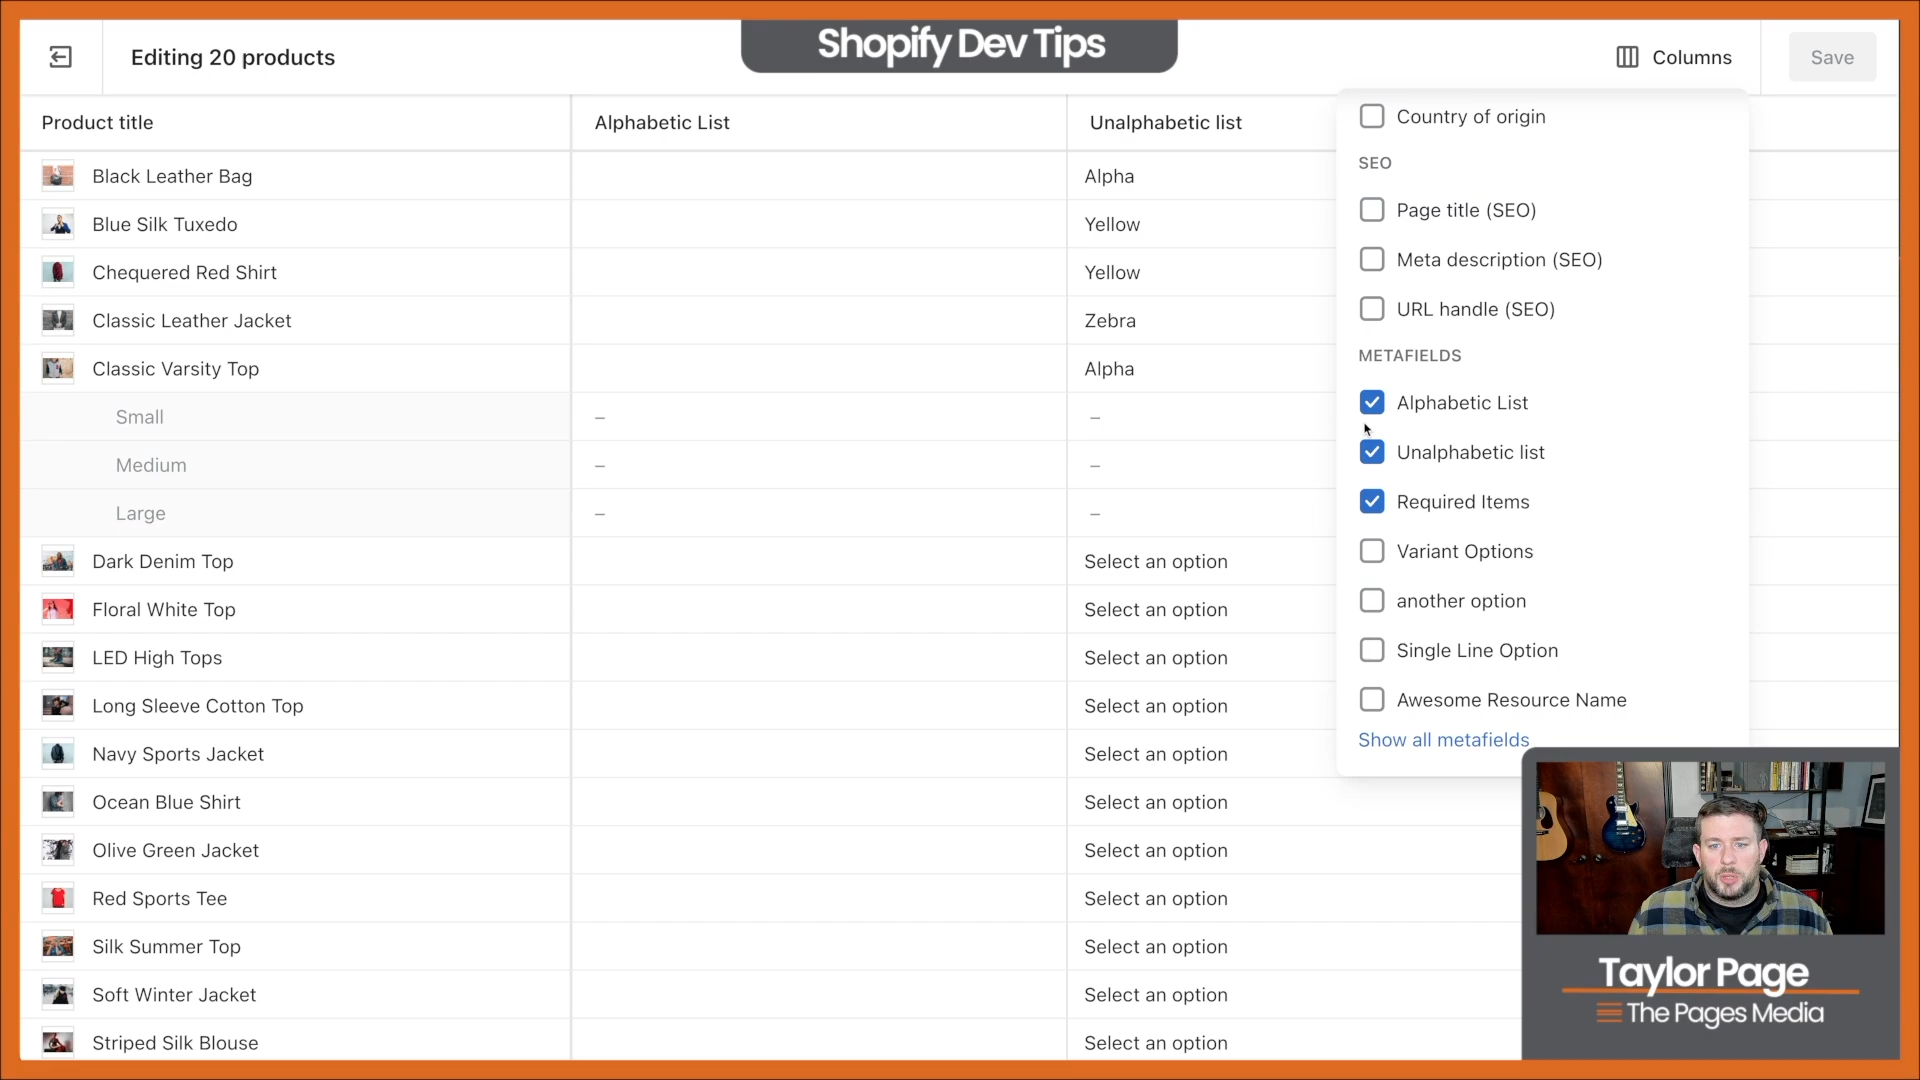 Editing 20 products
Shopify Dev Tips
Columns
Save
Product title
Alphabetic List
Unalphabetic list
Black Leather Bag
Alpha
Blue Silk Tuxedo
Yellow
Chequered Red Shirt
Yellow
Classic Leather Jacket
Zebra
Classic Varsity Top
Alpha
Small
–
–
Medium
–
–
Large
–
–
Dark Denim Top
Select an option
Floral White Top
Select an option
LED High Tops
Select an option
Long Sleeve Cotton Top
Select an option
Navy Sports Jacket
Select an option
Ocean Blue Shirt
Select an option
Olive Green Jacket
Select an option
Red Sports Tee
Select an option
Silk Summer Top
Select an option
Soft Winter Jacket
Select an option
Striped Silk Blouse
Select an option
Country of origin
SEO
Page title (SEO)
Meta description (SEO)
URL handle (SEO)
METAFIELDS
Alphabetic List
Unalphabetic list
Required Items
Variant Options
another option
Single Line Option
Awesome Resource Name
Show all metafields
Taylor Page
The Pages Media